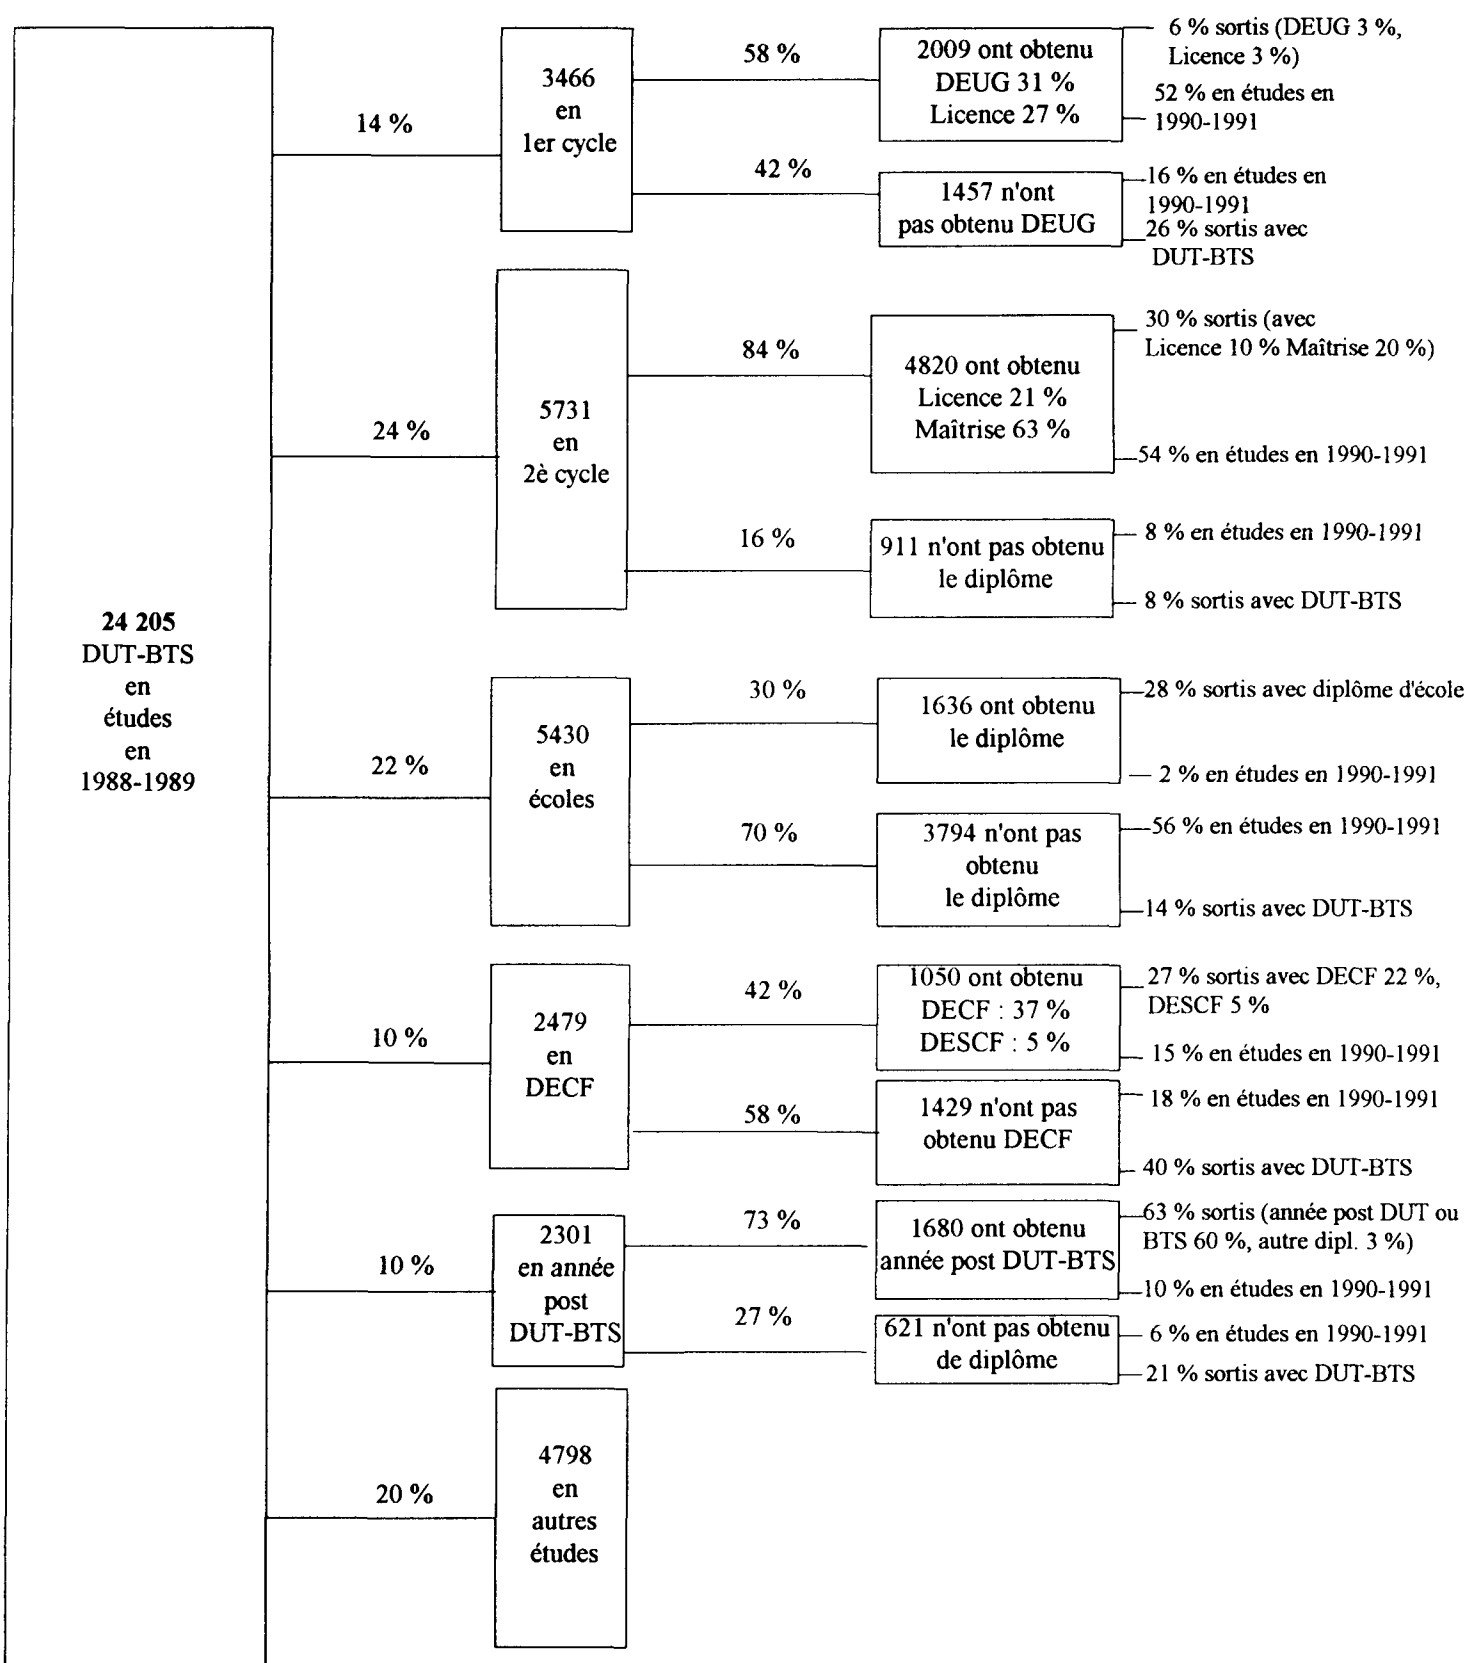 24 205
DUT-BTS
en
études
en
1988-1989
14 %
3466
en
1er cycle
58 %
2009 ont obtenu
DEUG 31 %
Licence 27 %
6 % sortis (DEUG 3 %,
Licence 3 %)
52 % en études en
1990-1991
42 %
1457 n'ont
pas obtenu DEUG
16 % en études en
1990-1991
26 % sortis avec
DUT-BTS
24 %
5731
en
2è cycle
84 %
4820 ont obtenu
Licence 21 %
Maîtrise 63 %
30 % sortis (avec
Licence 10 % Maîtrise 20 %)
54 % en études en 1990-1991
16 %
911 n'ont pas obtenu
le diplôme
8 % en études en 1990-1991
8 % sortis avec DUT-BTS
22 %
5430
en
écoles
30 %
1636 ont obtenu
le diplôme
28 % sortis avec diplôme d'école
2 % en études en 1990-1991
70 %
3794 n'ont pas
obtenu
le diplôme
56 % en études en 1990-1991
14 % sortis avec DUT-BTS
10 %
2479
en
DECF
42 %
1050 ont obtenu
DECF : 37 %
DESCF : 5 %
27 % sortis avec DECF 22 %,
DESCF 5 %
15 % en études en 1990-1991
58 %
1429 n'ont pas
obtenu DECF
18 % en études en 1990-1991
40 % sortis avec DUT-BTS
10 %
2301
en année
post
DUT-BTS
73 %
1680 ont obtenu
année post DUT-BTS
63 % sortis (année post DUT ou
BTS 60 %, autre dipl. 3 %)
10 % en études en 1990-1991
27 %
621 n'ont pas obtenu
de diplôme
6 % en études en 1990-1991
21 % sortis avec DUT-BTS
20 %
4798
en
autres
études